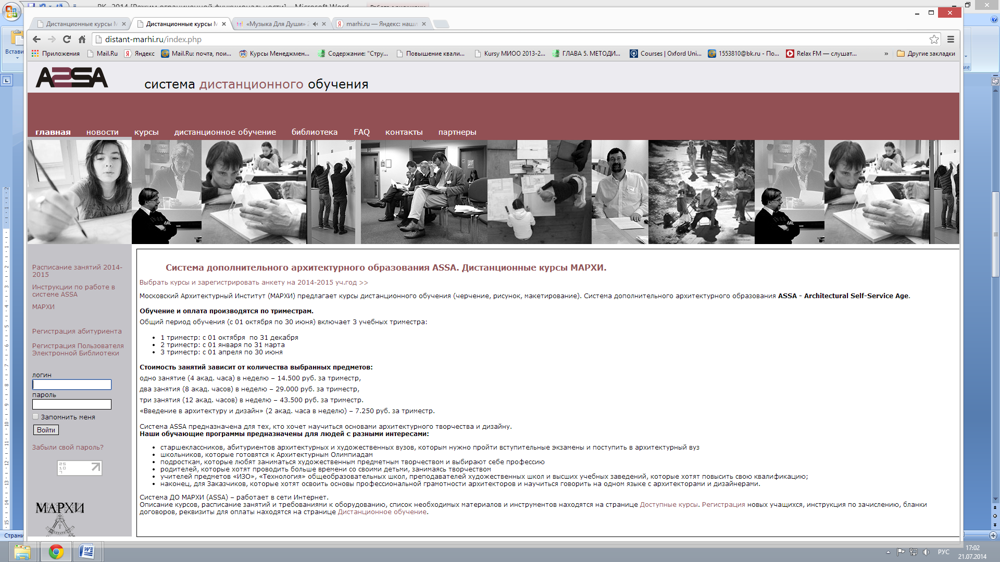 РК 2014 [Режим ограниченной функциональности] - Microsoft Word
Дистанционные курсы М
Дистанционные курсы М
«Музыка Для Души»
marhi.ru — Яндекс: нашл
distant-marhi.ru/index.php
Приложения
Mail.Ru
Яндекс
Mail.Ru: почта, пои...
Курсы Менеджмен...
Содержание: "Стру...
Повышение квали...
Kursy МИОО 2013-2...
ГЛАВА 5. МЕТОДИ...
Courses | Oxford Uni...
1553810@bk.ru - По...
Relax FM — слушат...
»
Другие закладки
Встави
ASSA
система дистанционного обучения
главная
новости
курсы
дистанционное обучение
библиотека
FAQ
контакты
партнеры
Расписание занятий 2014-
2015
Инструкции по работе в
системе ASSA
МАРХИ
Регистрация абитуриента
Регистрация Пользователя
Электронной Библиотеки
логин
пароль
Запомнить меня
Войти
Забыли свой пароль?
25
10
7
МАРХИ
Система дополнительного архитектурного образования ASSA. Дистанционные курсы МАРХИ.
Выбрать курсы и зарегистрировать анкету на 2014-2015 уч.год >>
Московский Архитектурный Институт (МАРХИ) предлагает курсы дистанционного обучения (черчение, рисунок, макетирование). Система дополнительного архитектурного образования ASSA - Architectural Self-Service Age.
Обучение и оплата производятся по триместрам.
Общий период обучения (с 01 октября по 30 июня) включает 3 учебных триместра:
• 1 триместр: с 01 октября  по 31 декабря
• 2 триместр: с 01 января по 31 марта
• 3 триместр: с 01 апреля по 30 июня
Стоимость занятий зависит от количества выбранных предметов:
одно занятие (4 акад. часа) в неделю – 14.500 руб. за триместр,
два занятия (8 акад. часов) в неделю – 29.000 руб. за триместр,
три занятия (12 акад. часов) в неделю – 43.500 руб. за триместр.
«Введение в архитектуру и дизайн» (2 акад. часа в неделю) – 7.250 руб. за триместр.
Система ASSA предназначена для тех, кто хочет научиться основами архитектурного творчества и дизайну.
Наши обучающие программы предназначены для людей с разными интересами:
• старшеклассников, абитуриентов архитектурных и художественных вузов, которым нужно пройти вступительные экзамены и поступить в архитектурный вуз
• школьников, которые готовятся к Архитектурным Олимпиадам
• подросткам, которые любят заниматься художественным предметным творчеством и выбирают себе профессию
• родителей, которые хотят проводить больше времени со своими детьми, занимаясь творчеством
• учителей предметов «ИЗО», «Технология» общеобразовательных школ, преподавателей художественных школ и высших учебных заведений, которые хотят повысить свою квалификацию;
• наконец, для Заказчиков, которые хотят освоить основы профессиональной грамотности архитекторов и научиться говорить на одном языке с архитекторами и дизайнерами.
Система ДО МАРХИ (ASSA) – работает в сети Интернет.
Описание курсов, расписание занятий и требованиями к оборудованию, список необходимых материалов и инструментов находятся на странице Доступные курсы. Регистрация новых учащихся, инструкция по зачислению, бланки
договоров, реквизиты для оплаты находятся на странице Дистанционное обучение.
Страни
РУС
17:02
21.07.2014